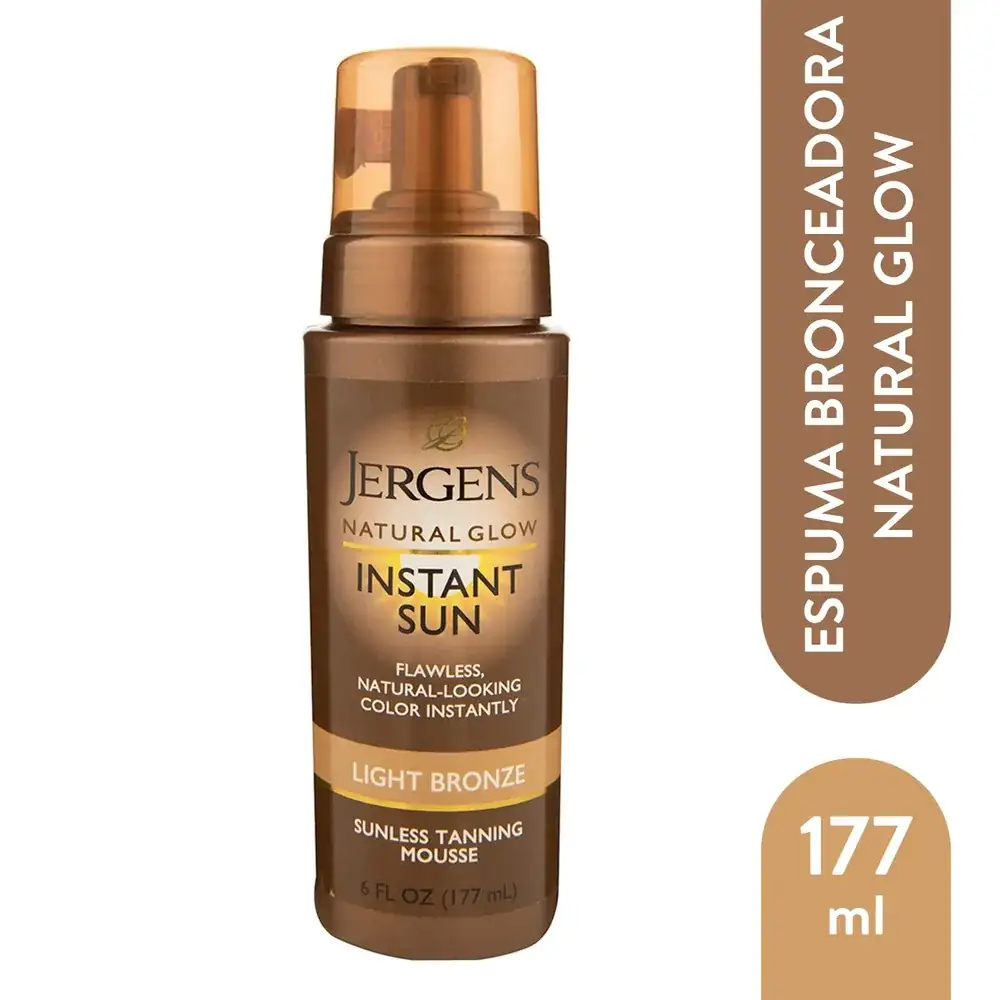 JERGENS
NATURAL GLOW
INSTANT
SUN
FLAWLESS,
NATURAL-LOOKING
COLOR INSTANTLY
LIGHT BRONZE
SUNLESS TANNING
MOUSSE
6 FL OZ (177 mL)
ESPUMA BRONCEADORA
NATURAL GLOW
177
ml